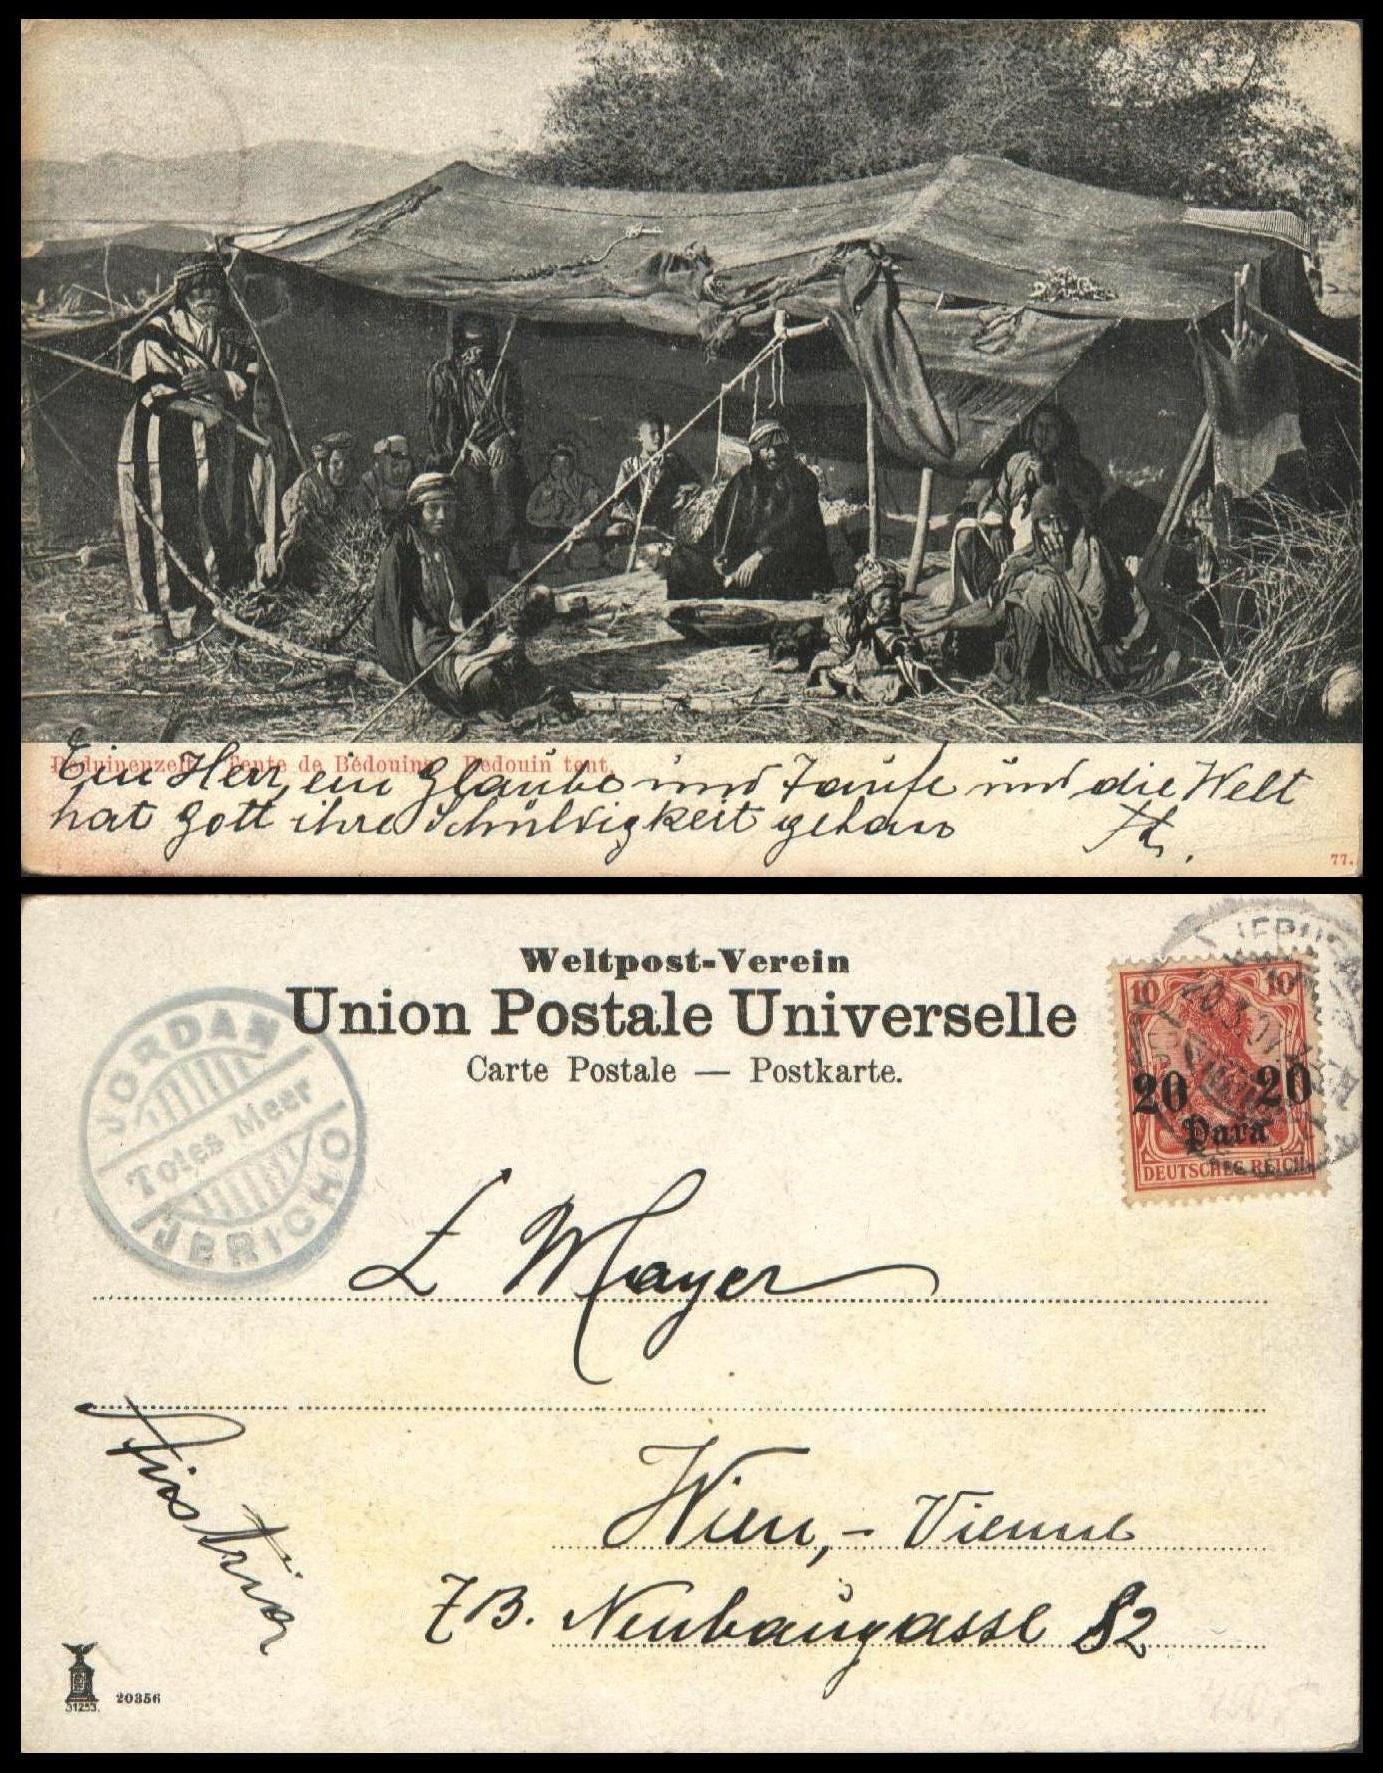 Beduinenzelt. Tente de Bédouins. Bedouin tent.
Ein Herr, ein Glaube und Taufe und die Welt
hat Gott ihre Schuldigkeit gethan
77.
Weltpost-Verein
Union Postale Universelle
Carte Postale — Postkarte.
JORDAN
Totes Meer
JERICHO
10 10
20 20
Para
DEUTSCHES REICH
E Mayer
Wien, - Vienne
7B. Neubaugasse 82
Austria
31253.
20356